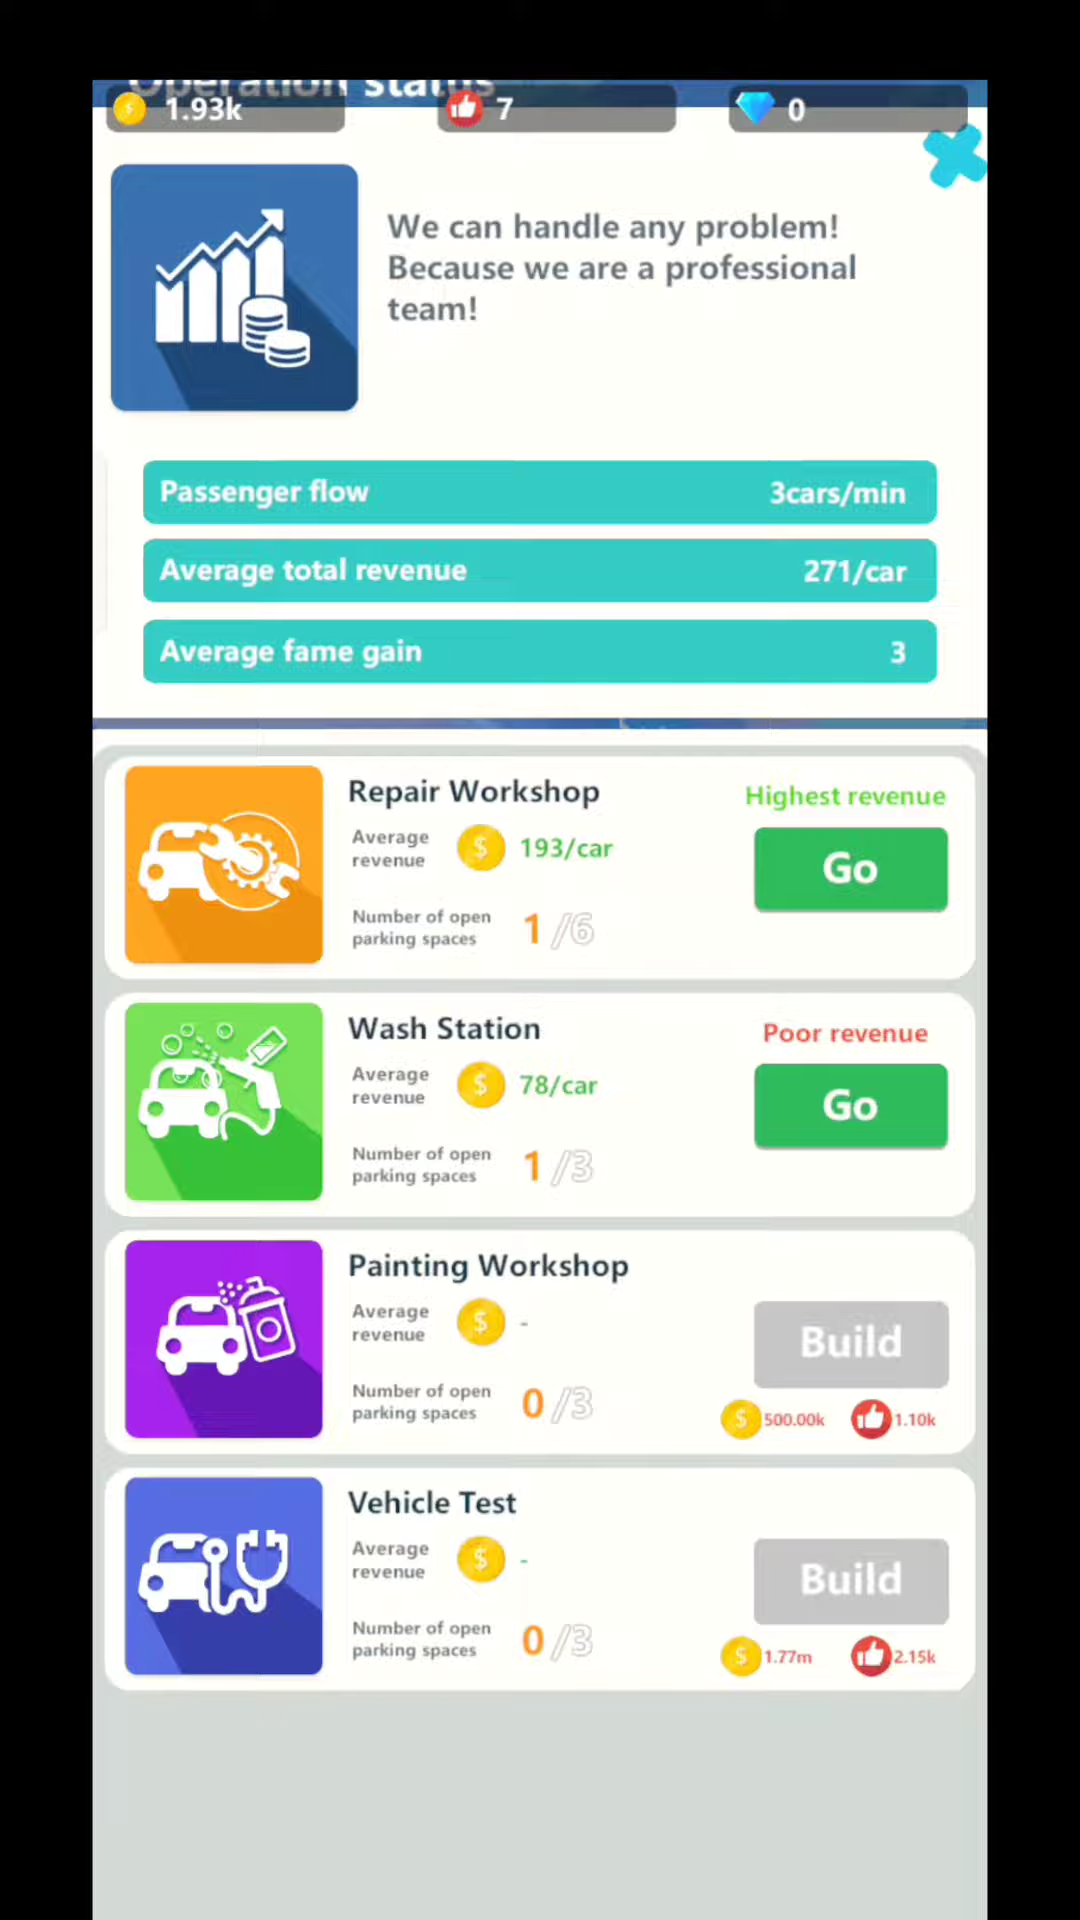 Operation status
1.93k
7
0
We can handle any problem!
Because we are a professional
team!
Passenger flow
3cars/min
Average total revenue
271/car
Average fame gain
3
Repair Workshop
Highest revenue
Average
revenue
193/car
Go
Number of open
parking spaces
1/6
Wash Station
Poor revenue
Average
revenue
78/car
Go
Number of open
parking spaces
1/3
Painting Workshop
Average
revenue
-
Build
Number of open
parking spaces
0/3
500.00k
1.10k
Vehicle Test
Average
revenue
-
Build
Number of open
parking spaces
0/3
1.77m
2.15k